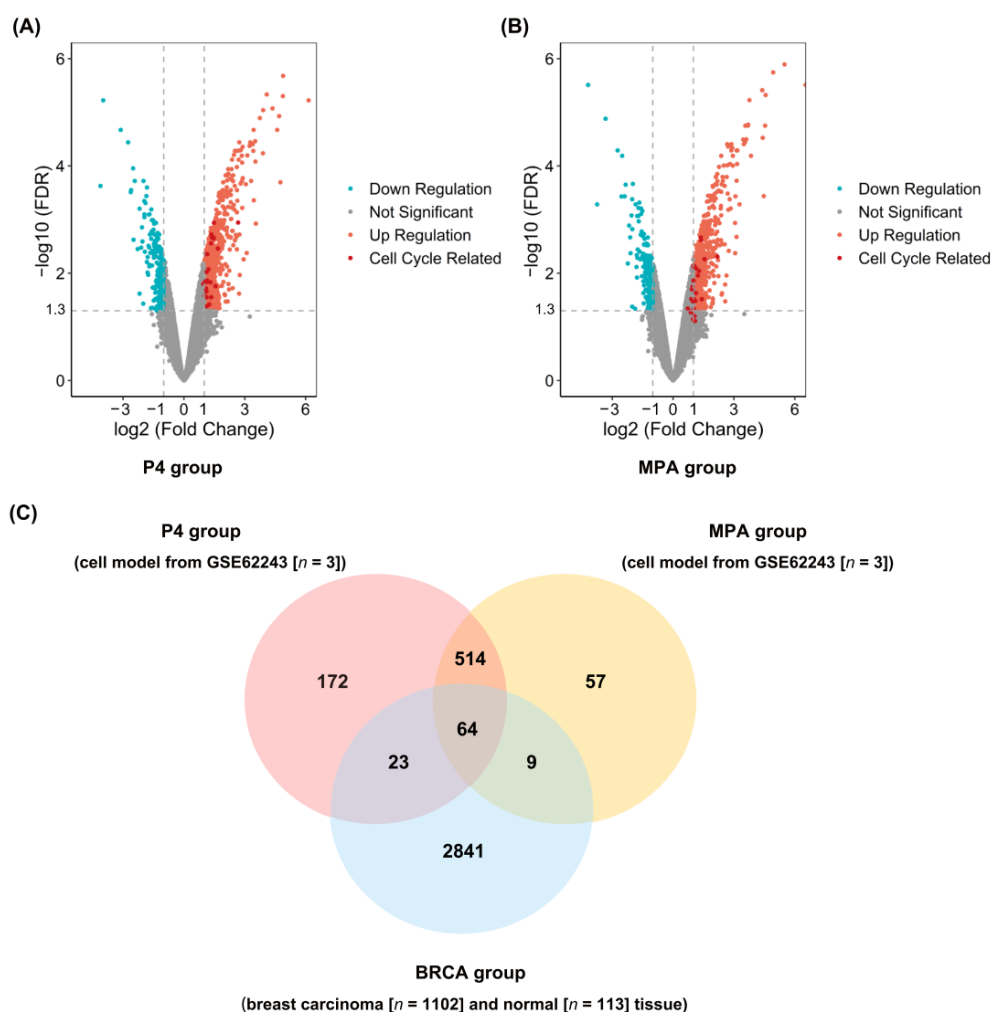 (A)
6
4
2
1.3
0
−log10 (FDR)
−3 −1 0 1 3 6
log2 (Fold Change)
P4 group
Down Regulation
Not Significant
Up Regulation
Cell Cycle Related
(B)
6
4
2
1.3
0
−log10 (FDR)
−3 −1 0 1 3 6
log2 (Fold Change)
MPA group
Down Regulation
Not Significant
Up Regulation
Cell Cycle Related
(C)
P4 group
(cell model from GSE62243 [n = 3])
MPA group
(cell model from GSE62243 [n = 3])
172
514
57
64
23
9
2841
BRCA group
(breast carcinoma [n = 1102] and normal [n = 113] tissue)